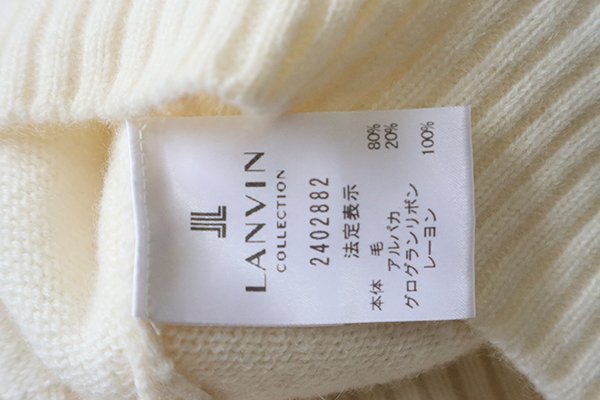 LANVIN
COLLECTION
2402882
法定表示
本体 毛 80%
アルパカ 20%
グログランリボン
レーヨン 100%